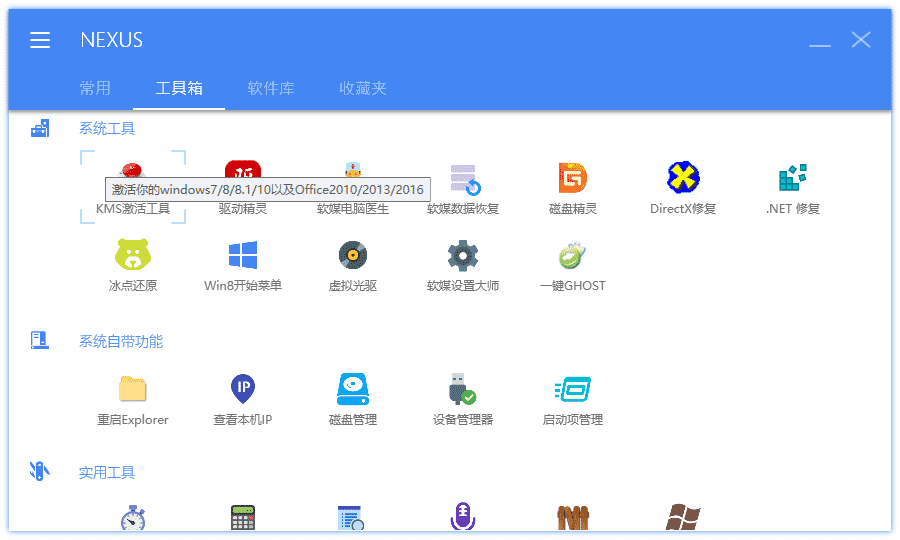 NEXUS
常用 工具箱 软件库 收藏夹
系统工具
激活你的windows7/8/8.1/10以及Office2010/2013/2016
KMS激活工具 驱动精灵 软媒电脑医生 软媒数据恢复 磁盘精灵 DirectX修复 .NET 修复
冰点还原 Win8开始菜单 虚拟光驱 软媒设置大师 一键GHOST
系统自带功能
IP
重启Explorer 查看本机IP 磁盘管理 设备管理器 启动项管理
实用工具